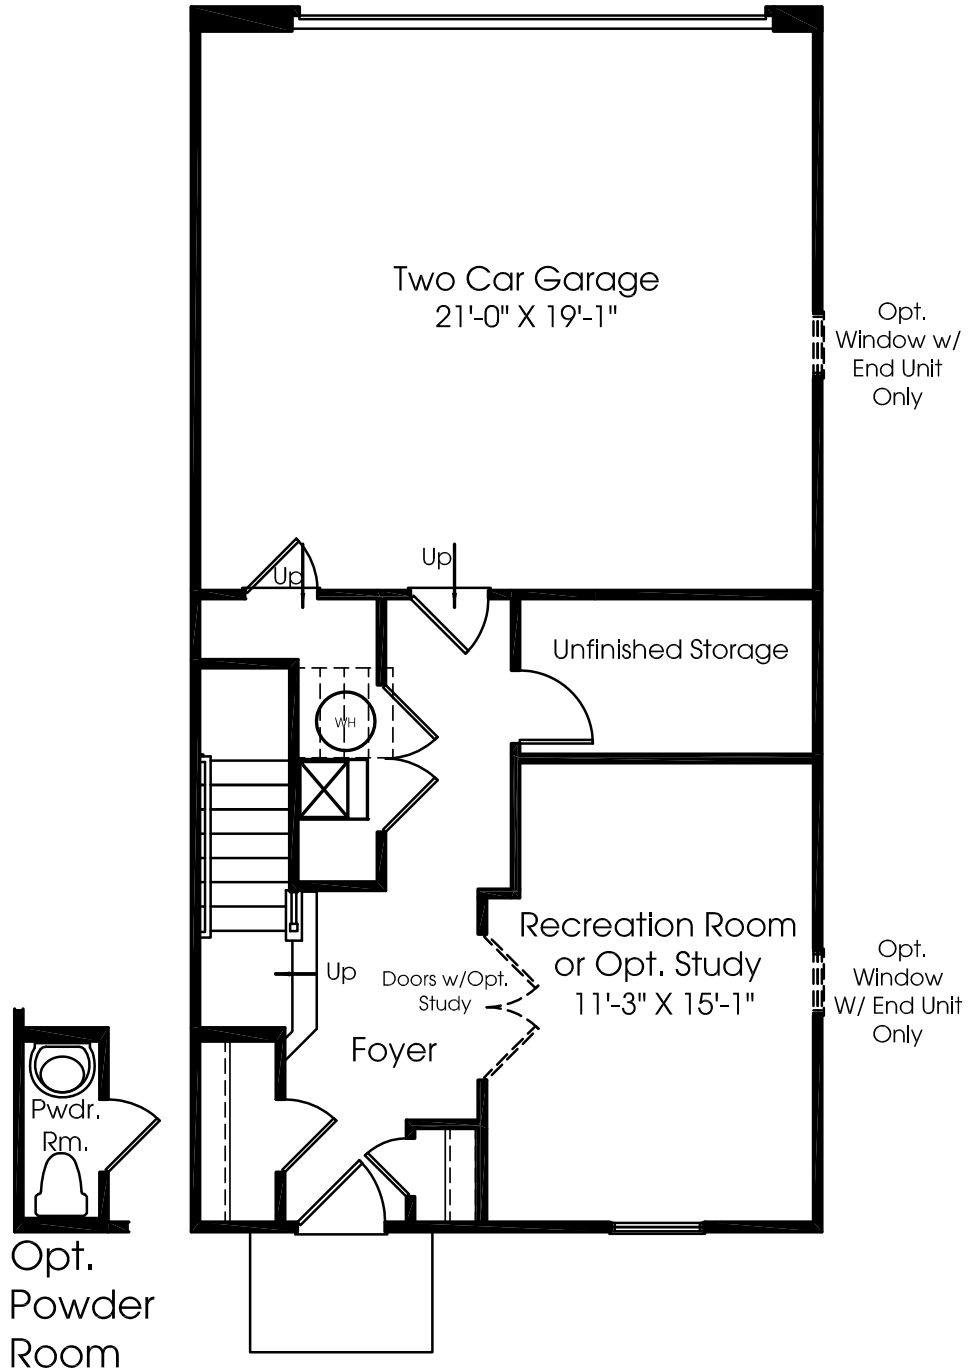 Two Car Garage
21'-0" X 19'-1"
Opt.
Window w/
End Unit
Only
Up
Up
Unfinished Storage
WH
Recreation Room
or Opt. Study
11'-3" X 15'-1"
Opt.
Window
W/ End Unit
Only
Up
Doors w/Opt.
Study
Foyer
Pwdr.
Rm.
Opt.
Powder
Room